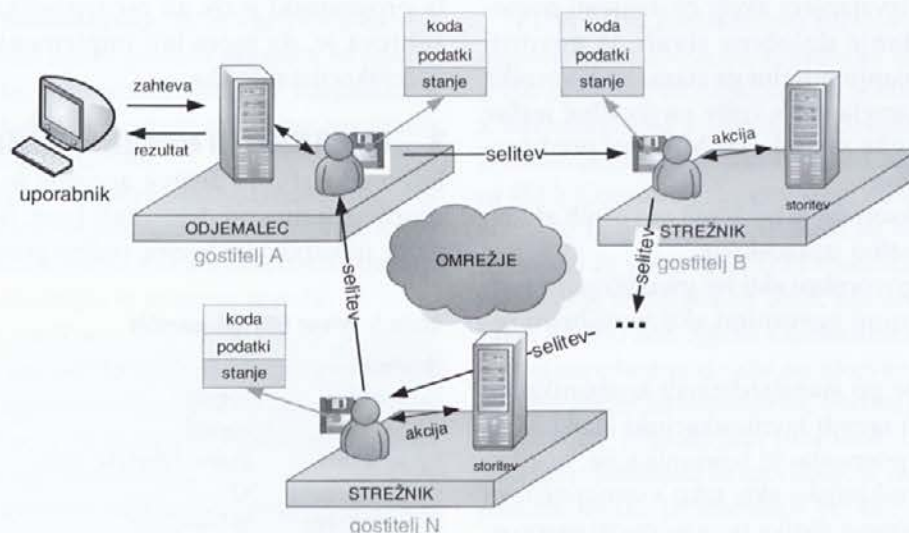 koda
podatki
stanje
koda
podatki
stanje
zahteva
rezultat
uporabnik
selitev
akcija
storitev
ODJEMALEC
gostitelj A
STREŽNIK
gostitelj B
selitev
OMREŽJE
selitev
...
selitev
koda
podatki
stanje
akcija
storitev
STREŽNIK
gostitelj N